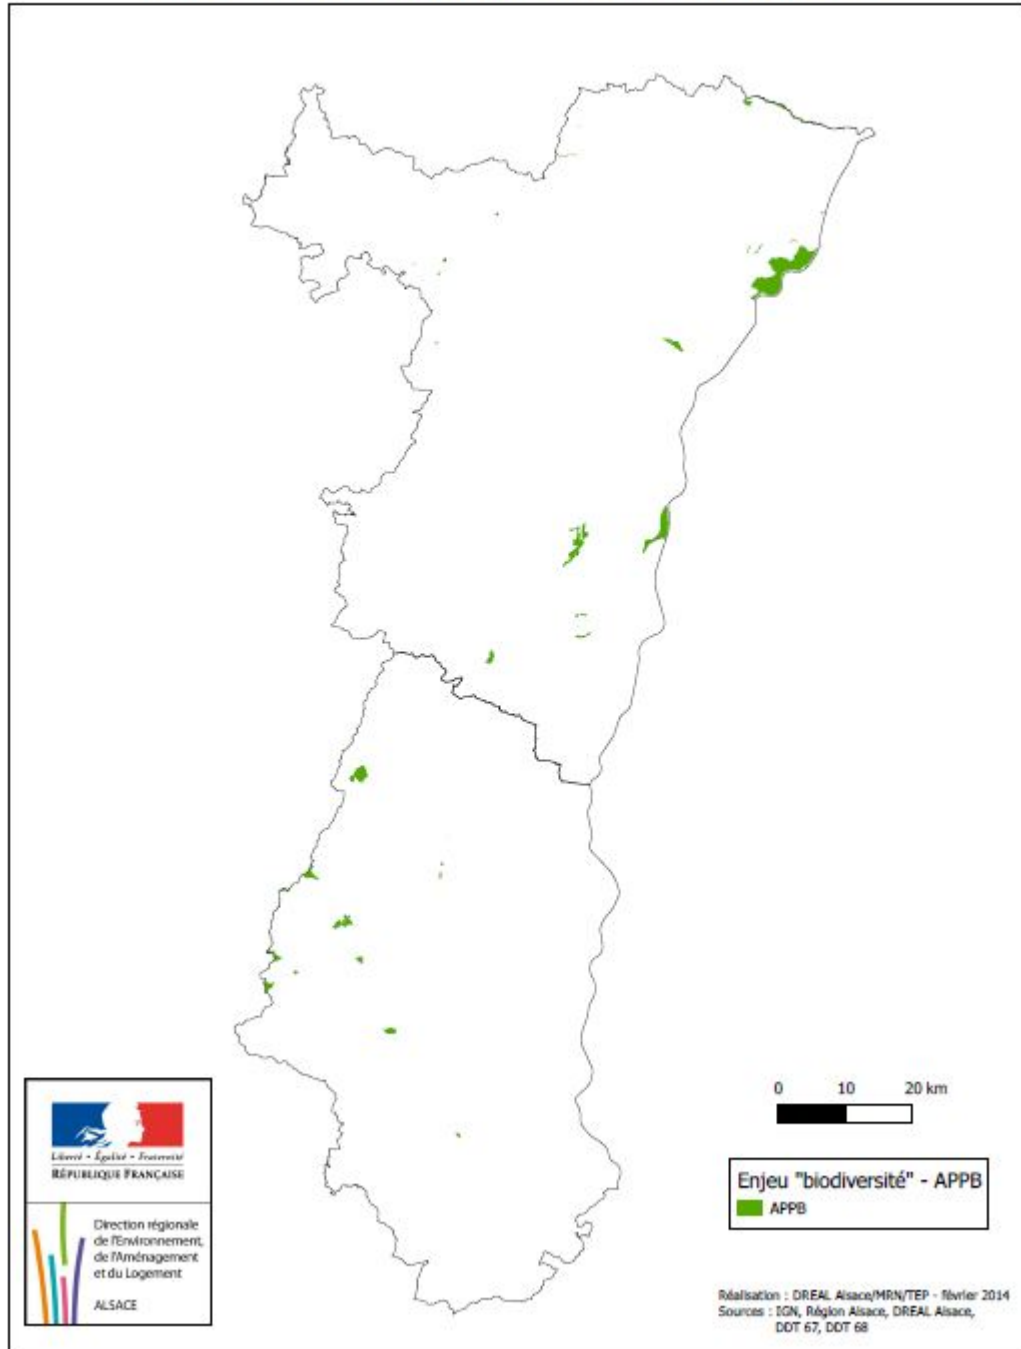 0 10 20 km
Enjeu "biodiversité" - APPB
APPB
Liberté • Égalité • Fraternité
RÉPUBLIQUE FRANÇAISE
Direction régionale
de l'Environnement,
de l'Aménagement
et du Logement
ALSACE
Réalisation : DREAL Alsace/MRN/TEP - février 2014
Sources : IGN, Région Alsace, DREAL Alsace,
DDT 67, DDT 68